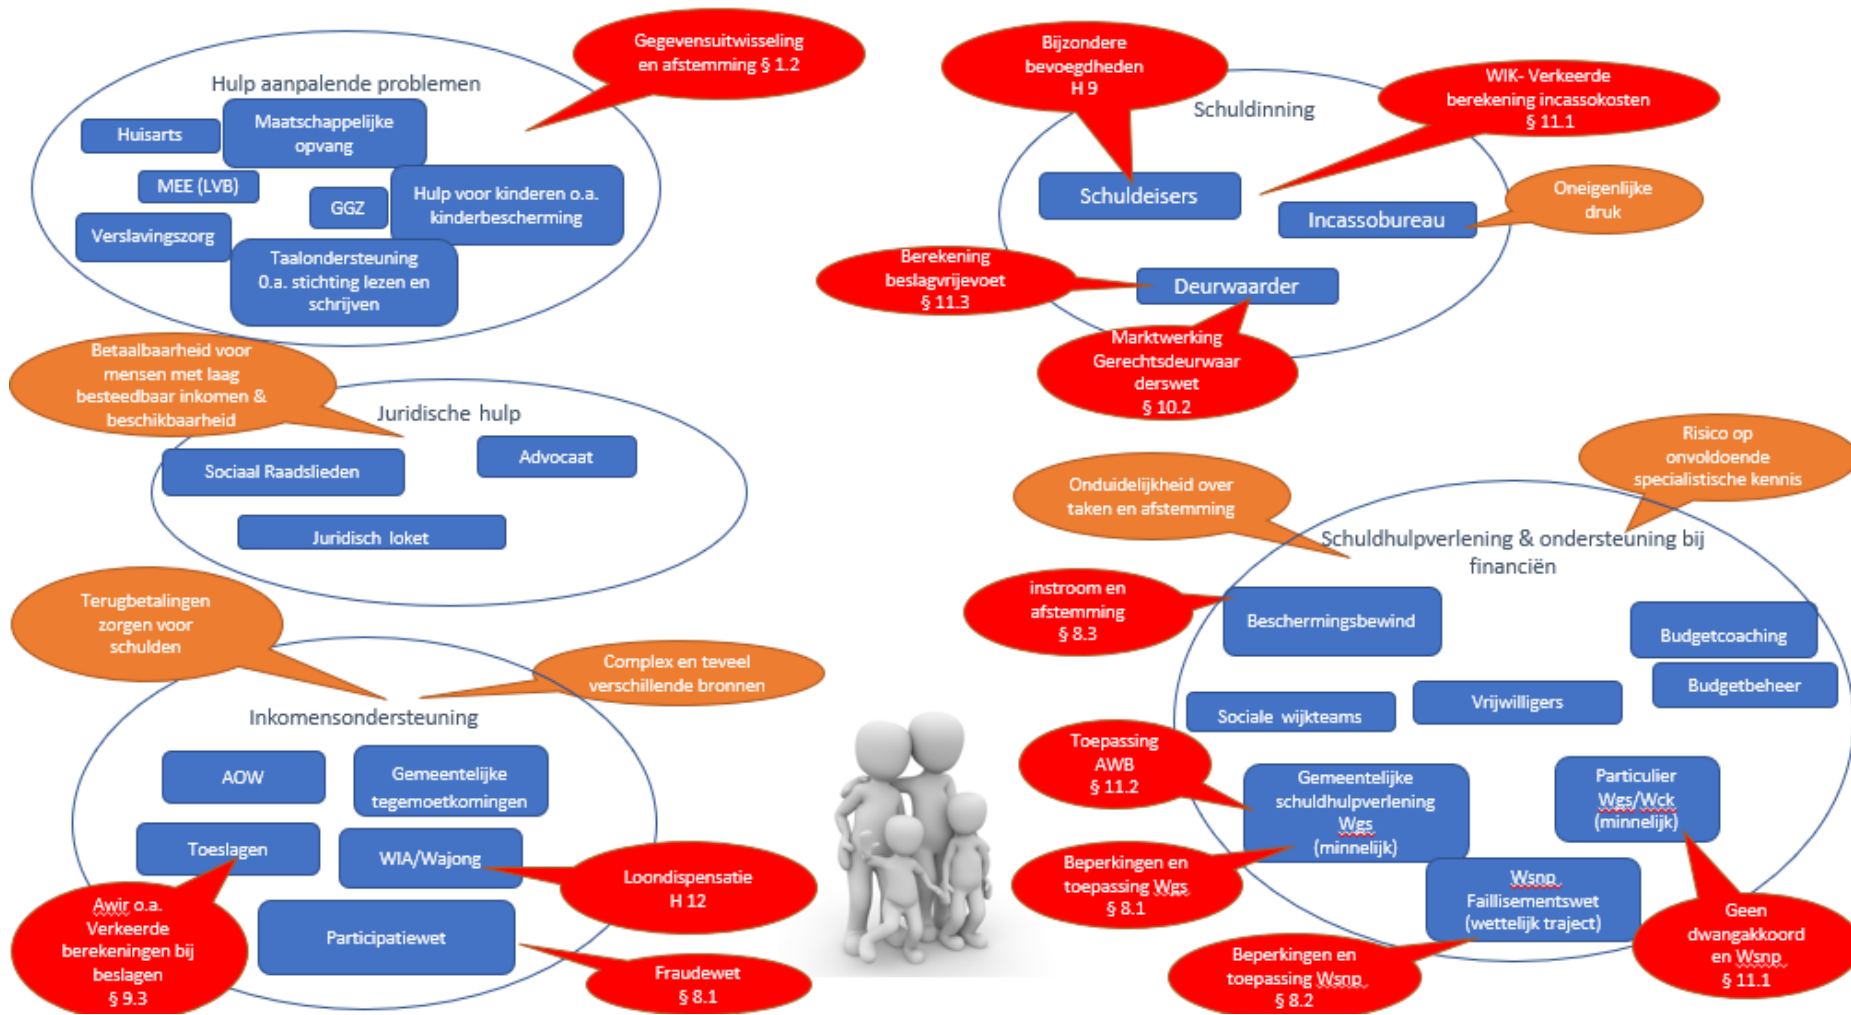 Gegevensuitwisseling
en afstemming § 1.2
Hulp aanpalende problemen
Huisarts
Maatschappelijke
opvang
MEE (LVB)
GGZ
Hulp voor kinderen o.a.
kinderbescherming
Verslavingszorg
Taalondersteuning
0.a. stichting lezen en
schrijven
Bijzondere
bevoegdheden
H 9
Schuldinning
WIK- Verkeerde
berekening incassokosten
§ 11.1
Schuldeisers
Oneigenlijke
druk
Incassobureau
Berekening
beslagvrijevoet
§ 11.3
Deurwaarder
Marktwerking
Gerechtsdeurwaar
derswet
§ 10.2
Betaalbaarheid voor
mensen met laag
besteedbaar inkomen &
beschikbaarheid
Juridische hulp
Sociaal Raadslieden
Advocaat
Juridisch loket
Risico op
onvoldoende
specialistische kennis
Onduidelijkheid over
taken en afstemming
Schuldhulpverlening & ondersteuning bij
financiën
instroom en
afstemming
§ 8.3
Beschermingsbewind
Budgetcoaching
Budgetbeheer
Sociale wijkteams
Vrijwilligers
Toepassing
AWB
§ 11.2
Gemeentelijke
schuldhulpverlening
Wgs
(minnelijk)
Particulier
Wgs/Wck
(minnelijk)
Beperkingen en
toepassing Wgs
§ 8.1
Wsnp
Faillisementswet
(wettelijk traject)
Beperkingen en
toepassing Wsnp
§ 8.2
Geen
dwangakkoord
en Wsnp
§ 11.1
Terugbetalingen
zorgen voor
schulden
Complex en teveel
verschillende bronnen
Inkomensondersteuning
AOW
Gemeentelijke
tegemoetkomingen
Toeslagen
WIA/Wajong
Loondispensatie
H 12
Awir o.a.
Verkeerde
berekeningen bij
beslagen
§ 9.3
Participatiewet
Fraudewet
§ 8.1